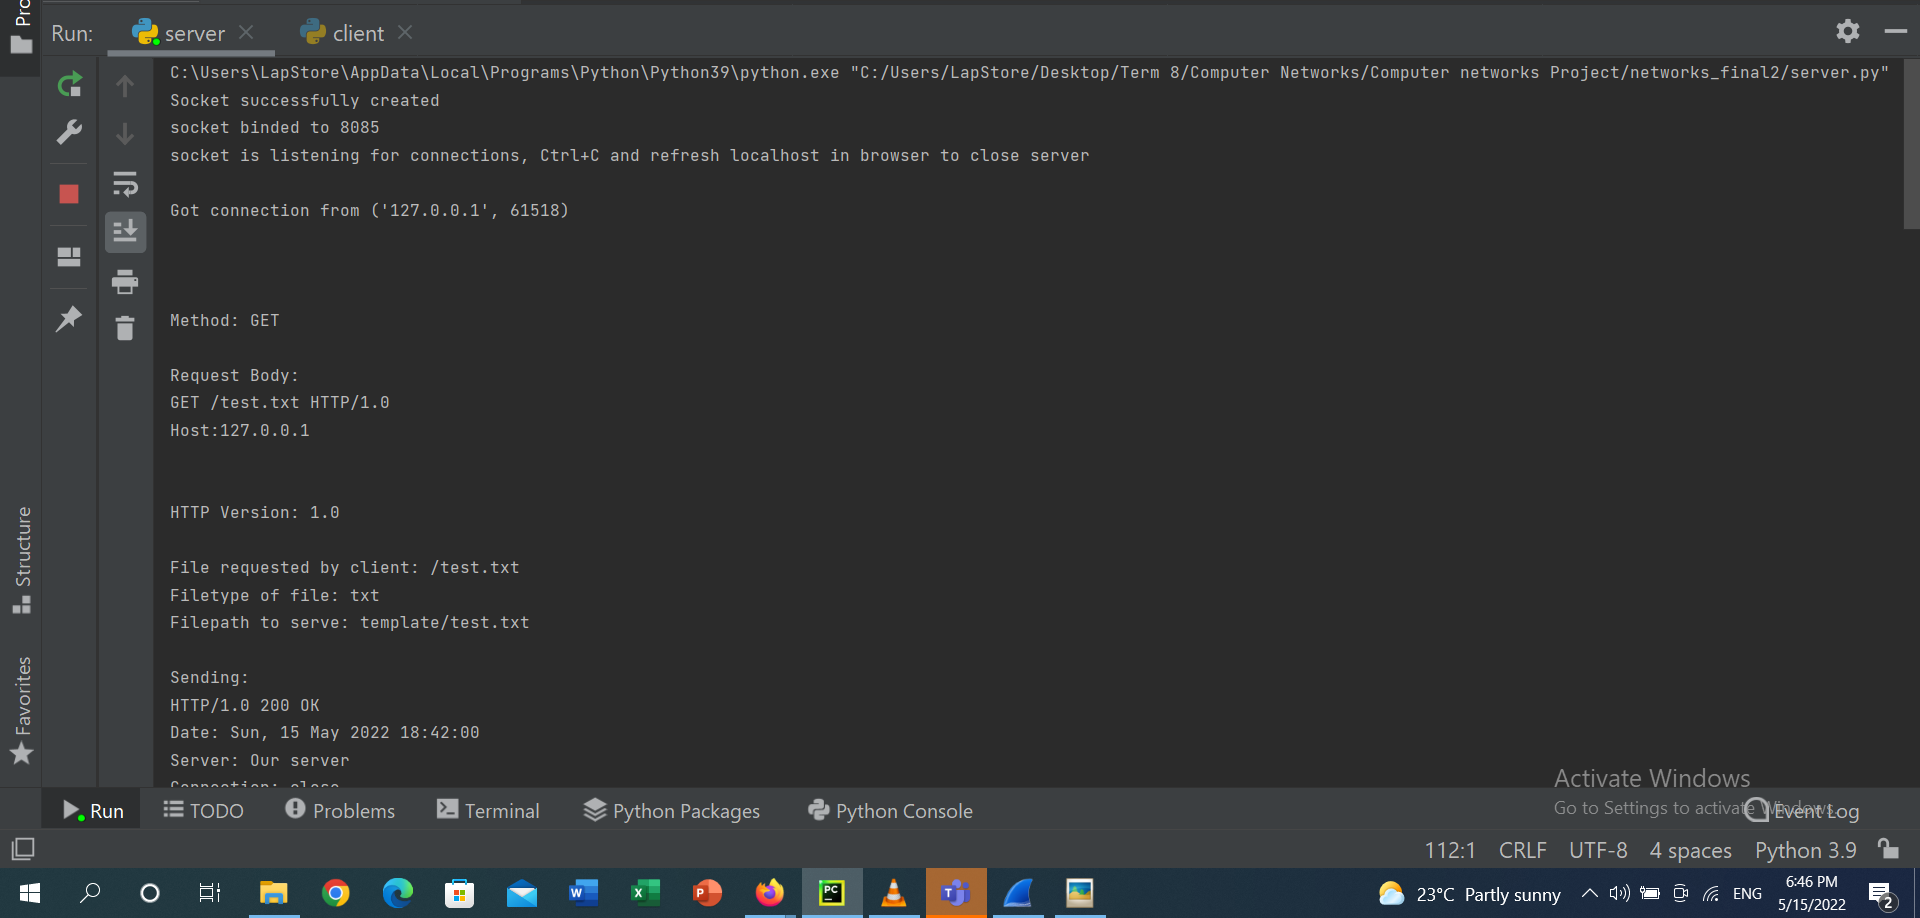 Pro
Run:
server
client
C:\Users\LapStore\AppData\Local\Programs\Python\Python39\python.exe "C:/Users/LapStore/Desktop/Term 8/Computer Networks/Computer networks Project/networks_final2/server.py"
Socket successfully created
socket binded to 8085
socket is listening for connections, Ctrl+C and refresh localhost in browser to close server
Got connection from ('127.0.0.1', 61518)
Method: GET
Request Body:
GET /test.txt HTTP/1.0
Host:127.0.0.1
HTTP Version: 1.0
File requested by client: /test.txt
Filetype of file: txt
Filepath to serve: template/test.txt
Sending:
HTTP/1.0 200 OK
Date: Sun, 15 May 2022 18:42:00
Server: Our server
Connection: close
Structure
Favorites
Activate Windows
Go to Settings to activate Windows.
Run
TODO
Problems
Terminal
Python Packages
Python Console
Event Log
112:1 CRLF UTF-8 4 spaces Python 3.9
23°C Partly sunny
ENG
6:46 PM
5/15/2022
2